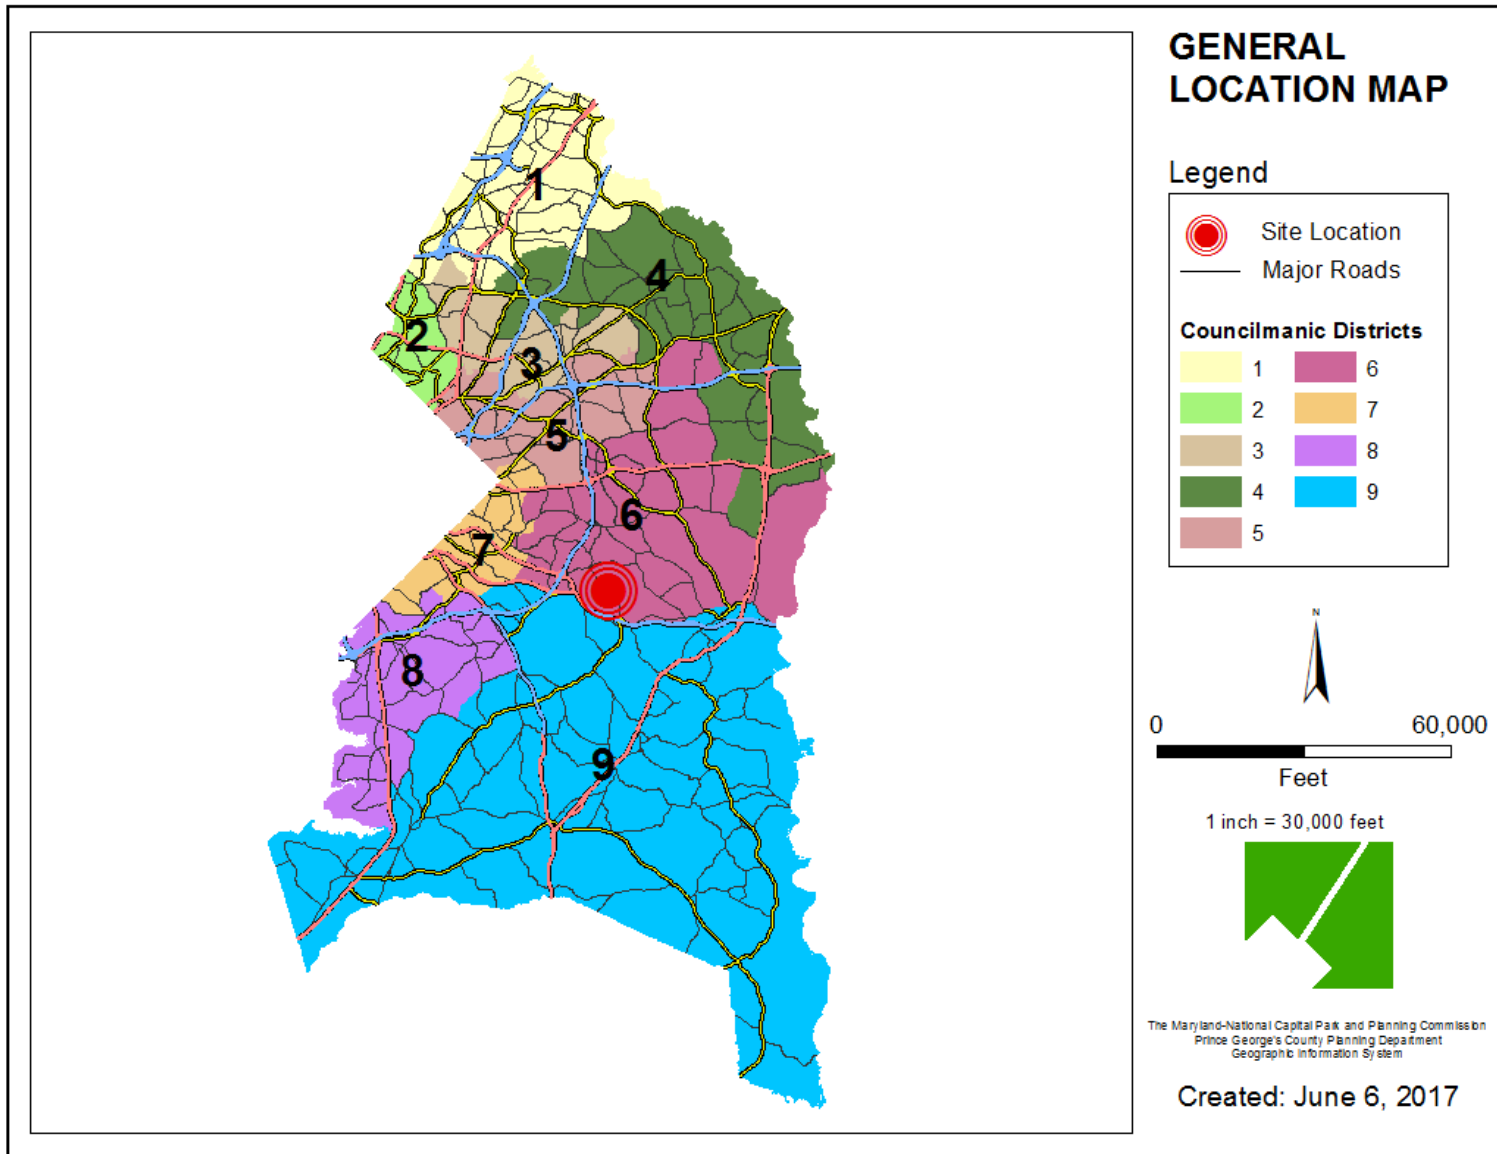 GENERAL
LOCATION MAP
Legend
Site Location
Major Roads
Councilmanic Districts
1 6
2 7
3 8
4 9
5
1
4
2
3
5
6
7
8
9
N
0 60,000
Feet
1 inch = 30,000 feet
The Maryland-National Capital Park and Planning Commission
Prince George's County Planning Department
Geographic Information System
Created: June 6, 2017